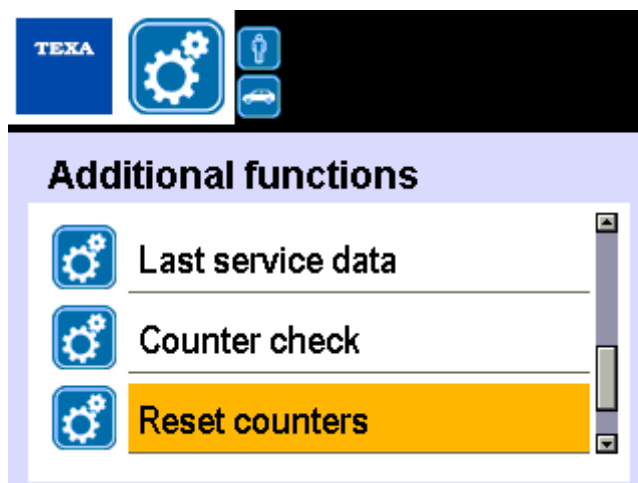 TEXA
Additional functions
Last service data
Counter check
Reset counters